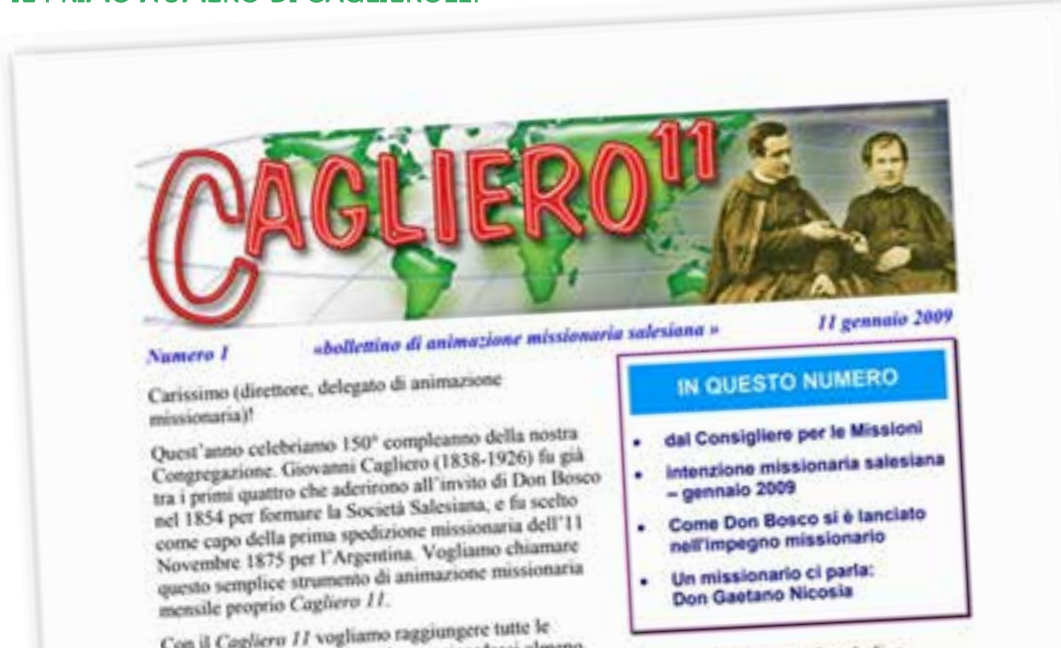 CAGLIERO11
Numero 1 «bollettino di animazione missionaria salesiana » 11 gennaio 2009
Carissimo (direttore, delegato di animazione
missionaria)!
Quest'anno celebriamo 150° compleanno della nostra
Congregazione. Giovanni Cagliero (1838-1926) fu già
tra i primi quattro che aderirono all'invito di Don Bosco
nel 1854 per formare la Società Salesiana, e fu scelto
come capo della prima spedizione missionaria dell'11
Novembre 1875 per l'Argentina. Vogliamo chiamare
questo semplice strumento di animazione missionaria
mensile proprio Cagliero 11.
Con il Cagliero 11 vogliamo raggiungere tutte le
IN QUESTO NUMERO
• dal Consigliere per le Missioni
• intenzione missionaria salesiana
– gennaio 2009
• Come Don Bosco si è lanciato
nell'impegno missionario
• Un missionario ci parla:
Don Gaetano Nicosia